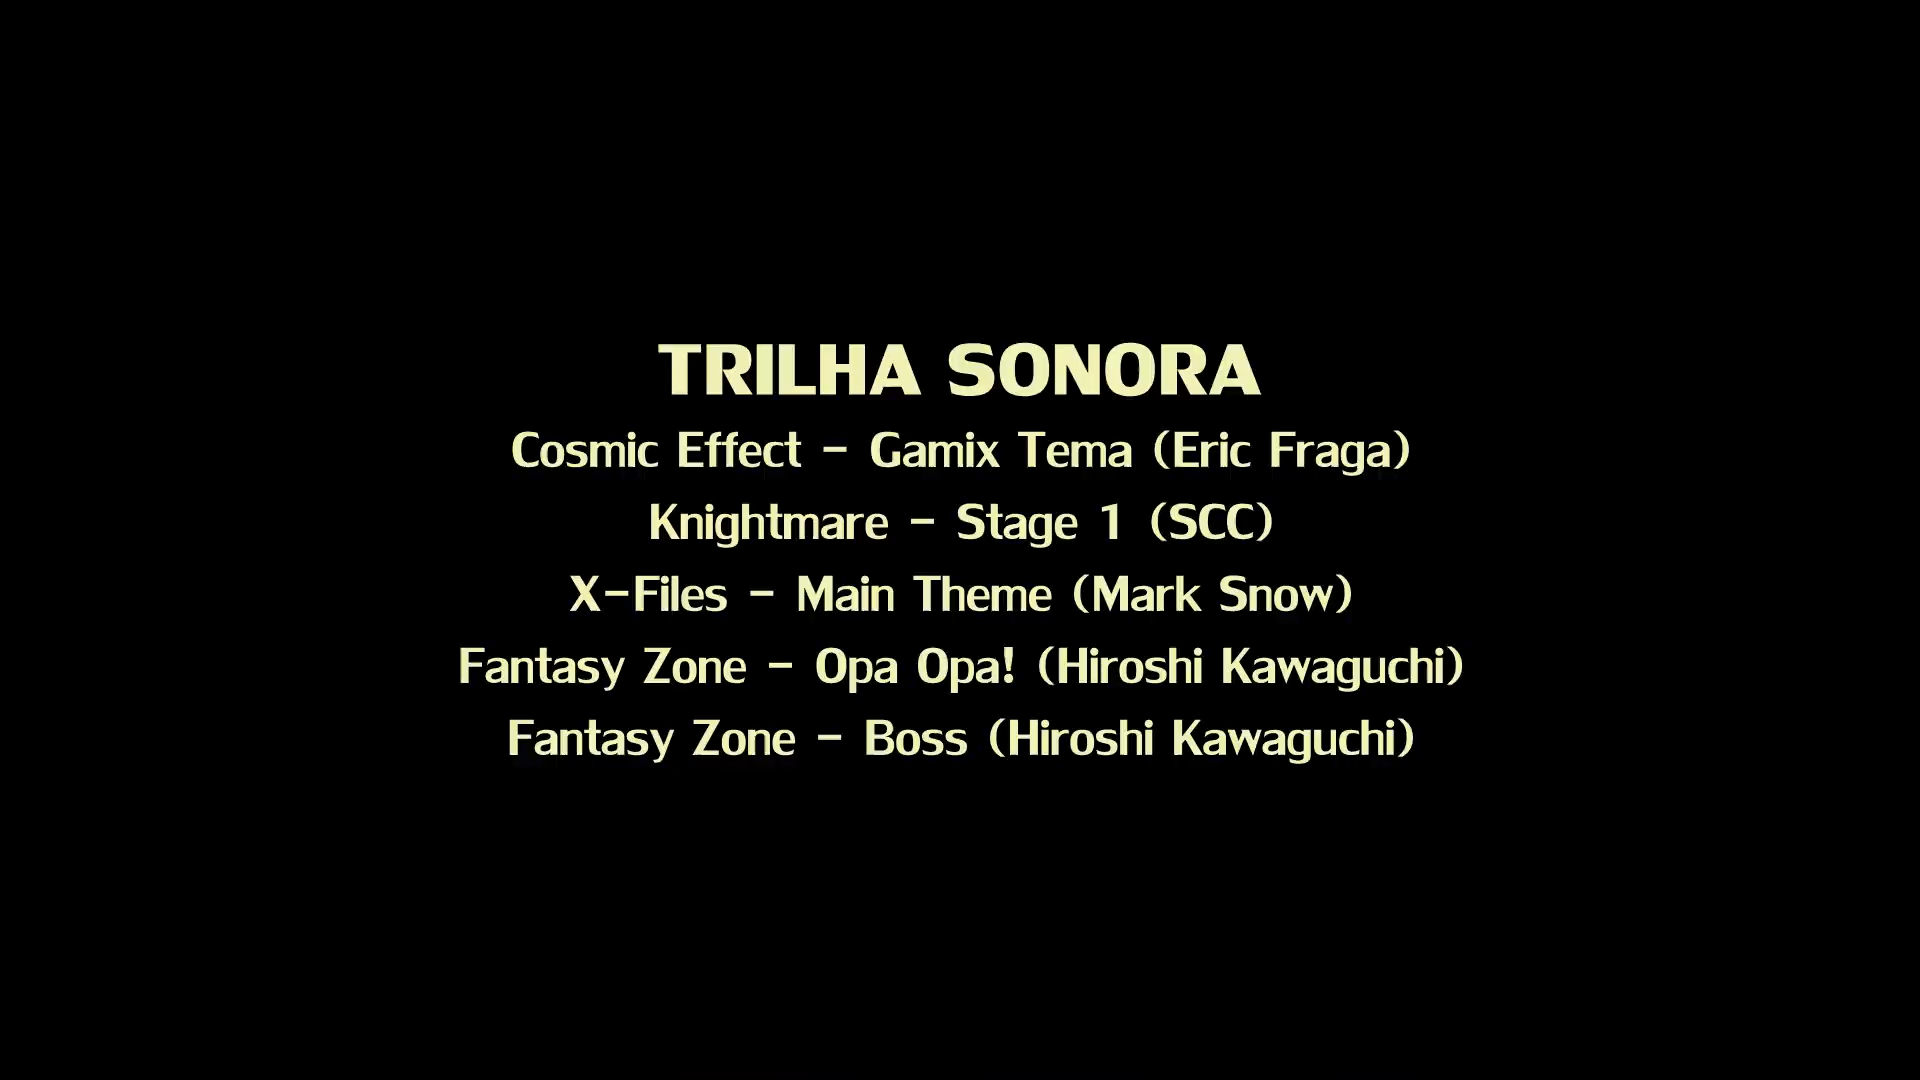 TRILHA SONORA
Cosmic Effect - Gamix Tema (Eric Fraga)
Knightmare - Stage 1 (SCC)
X-Files - Main Theme (Mark Snow)
Fantasy Zone - Opa Opa! (Hiroshi Kawaguchi)
Fantasy Zone - Boss (Hiroshi Kawaguchi)